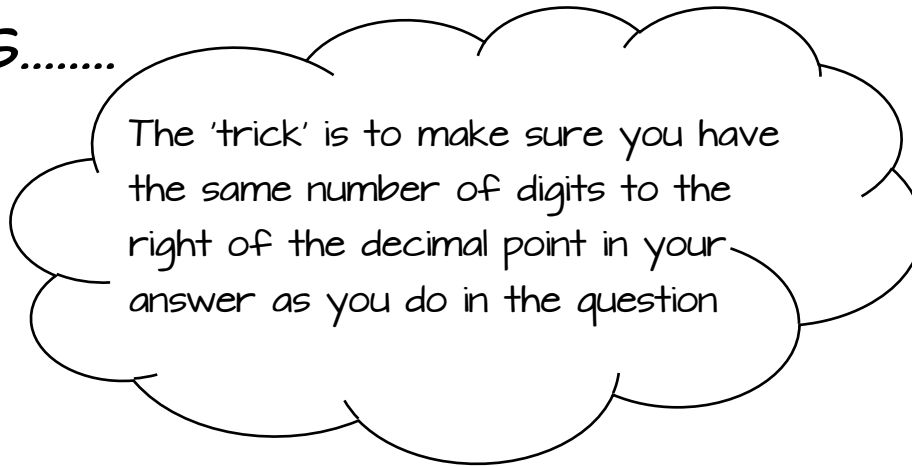 s........
The 'trick' is to make sure you have
the same number of digits to the
right of the decimal point in your
answer as you do in the question